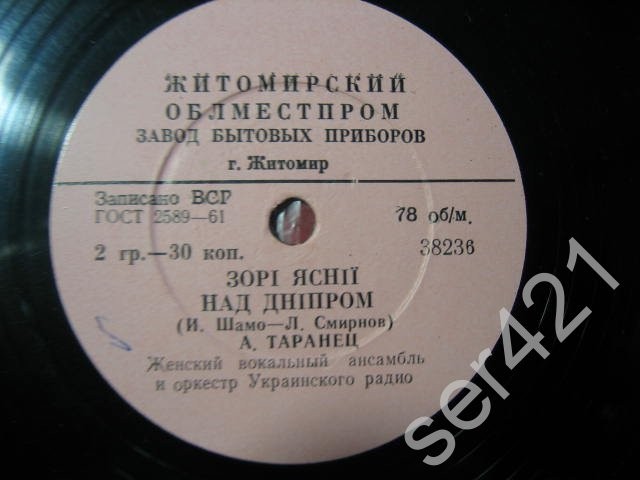 ЖИТОМИРСКИЙ
ОБЛМЕСТПРОМ
ЗАВОД БЫТОВЫХ ПРИБОРОВ
г. Житомир
Записано ВСГ
ГОСТ 2589—61 78 об/м.
2 гр.—30 коп. 38236
ЗОРІ ЯСНІЇ
НАД ДНІПРОМ
(И. Шамо—Л. Смирнов)
А. ТАРАНЕЦ
Женский вокальный ансамбль
и оркестр Украинского радио
ser421